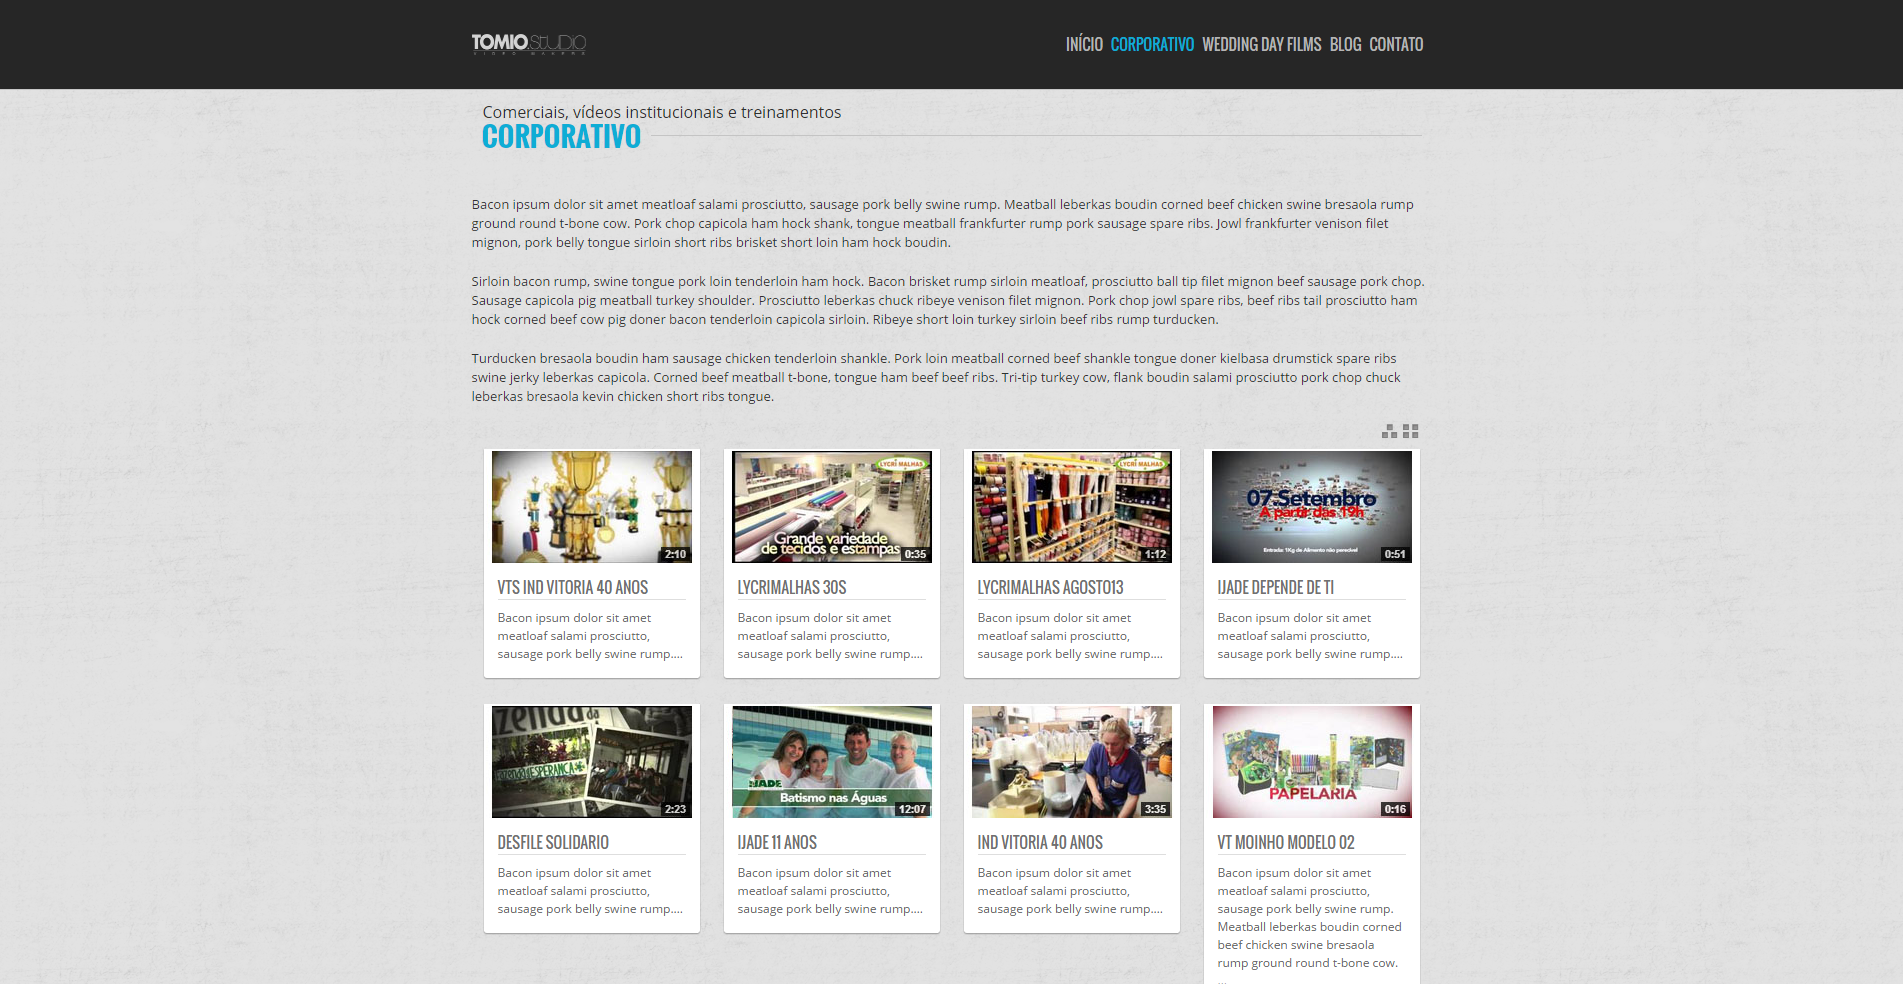 TOMIO.STUDIO
VIDEO MAKERS
INÍCIO CORPORATIVO WEDDING DAY FILMS BLOG CONTATO
Comerciais, vídeos institucionais e treinamentos
CORPORATIVO
Bacon ipsum dolor sit amet meatloaf salami prosciutto, sausage pork belly swine rump. Meatball leberkas boudin corned beef chicken swine bresaola rump
ground round t-bone cow. Pork chop capicola ham hock shank, tongue meatball frankfurter rump pork sausage spare ribs. Jowl frankfurter venison filet
mignon, pork belly tongue sirloin short ribs brisket short loin ham hock boudin.
Sirloin bacon rump, swine tongue pork loin tenderloin ham hock. Bacon brisket rump sirloin meatloaf, prosciutto ball tip filet mignon beef sausage pork chop.
Sausage capicola pig meatball turkey shoulder. Prosciutto leberkas chuck ribeye venison filet mignon. Pork chop jowl spare ribs, beef ribs tail prosciutto ham
hock corned beef cow pig doner bacon tenderloin capicola sirloin. Ribeye short loin turkey sirloin beef ribs rump turducken.
Turducken bresaola boudin ham sausage chicken tenderloin shankle. Pork loin meatball corned beef shankle tongue doner kielbasa drumstick spare ribs
swine jerky leberkas capicola. Corned beef meatball t-bone, tongue ham beef beef ribs. Tri-tip turkey cow, flank boudin salami prosciutto pork chop chuck
leberkas bresaola kevin chicken short ribs tongue.
2:10
VTS IND VITORIA 40 ANOS
Bacon ipsum dolor sit amet
meatloaf salami prosciutto,
sausage pork belly swine rump....
LYCRI MALHAS
Grande variedade
de tecidos e estampas
0:35
LYCRIMALHAS 30S
Bacon ipsum dolor sit amet
meatloaf salami prosciutto,
sausage pork belly swine rump....
LYCRI MALHAS
1:12
LYCRIMALHAS AGOSTO13
Bacon ipsum dolor sit amet
meatloaf salami prosciutto,
sausage pork belly swine rump....
07.Setembro
A partir das 19h
Entrada: 1Kg de Alimento não perecível
0:51
IJADE DEPENDE DE TI
Bacon ipsum dolor sit amet
meatloaf salami prosciutto,
sausage pork belly swine rump....
zenda da
ESPERANÇA
2:23
DESFILE SOLIDARIO
Bacon ipsum dolor sit amet
meatloaf salami prosciutto,
sausage pork belly swine rump....
IJADE
Batismo nas Águas
12:07
IJADE 11 ANOS
Bacon ipsum dolor sit amet
meatloaf salami prosciutto,
sausage pork belly swine rump....
3:35
IND VITORIA 40 ANOS
Bacon ipsum dolor sit amet
meatloaf salami prosciutto,
sausage pork belly swine rump....
PAPELARIA
0:16
VT MOINHO MODELO 02
Bacon ipsum dolor sit amet
meatloaf salami prosciutto,
sausage pork belly swine rump.
Meatball leberkas boudin corned
beef chicken swine bresaola
rump ground round t-bone cow.
...